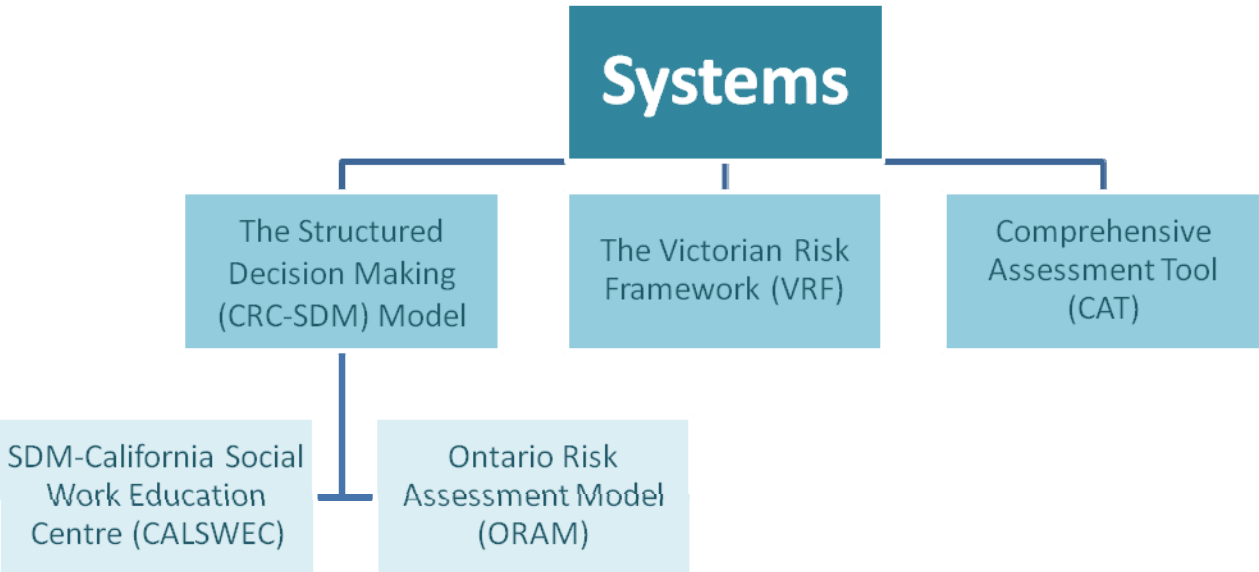 Systems
The Structured
Decision Making
(CRC-SDM) Model
The Victorian Risk
Framework (VRF)
Comprehensive
Assessment Tool
(CAT)
SDM-California Social
Work Education
Centre (CALSWEC)
Ontario Risk
Assessment Model
(ORAM)